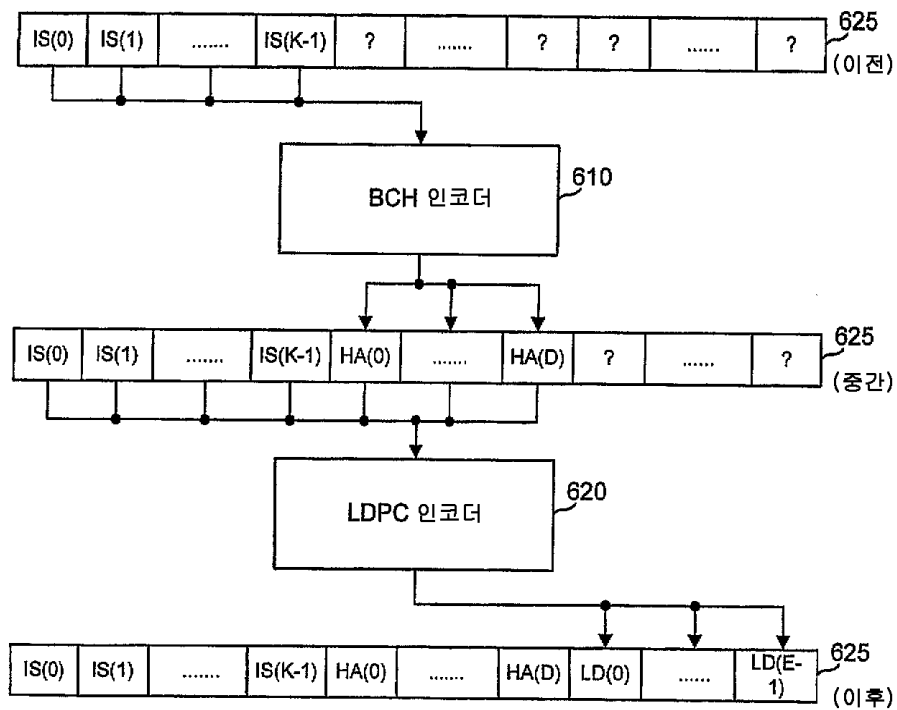 IS(0) IS(1) ....... IS(K-1) ? ....... ? ? ...... ? 625
(이전)
BCH 인코더 610
IS(0) IS(1) ....... IS(K-1) HA(0) ....... HA(D) ? ...... ? 625
(중간)
LDPC 인코더 620
IS(0) IS(1) ....... IS(K-1) HA(0) ....... HA(D) LD(0) ...... LD(E-
1) 625
(이후)